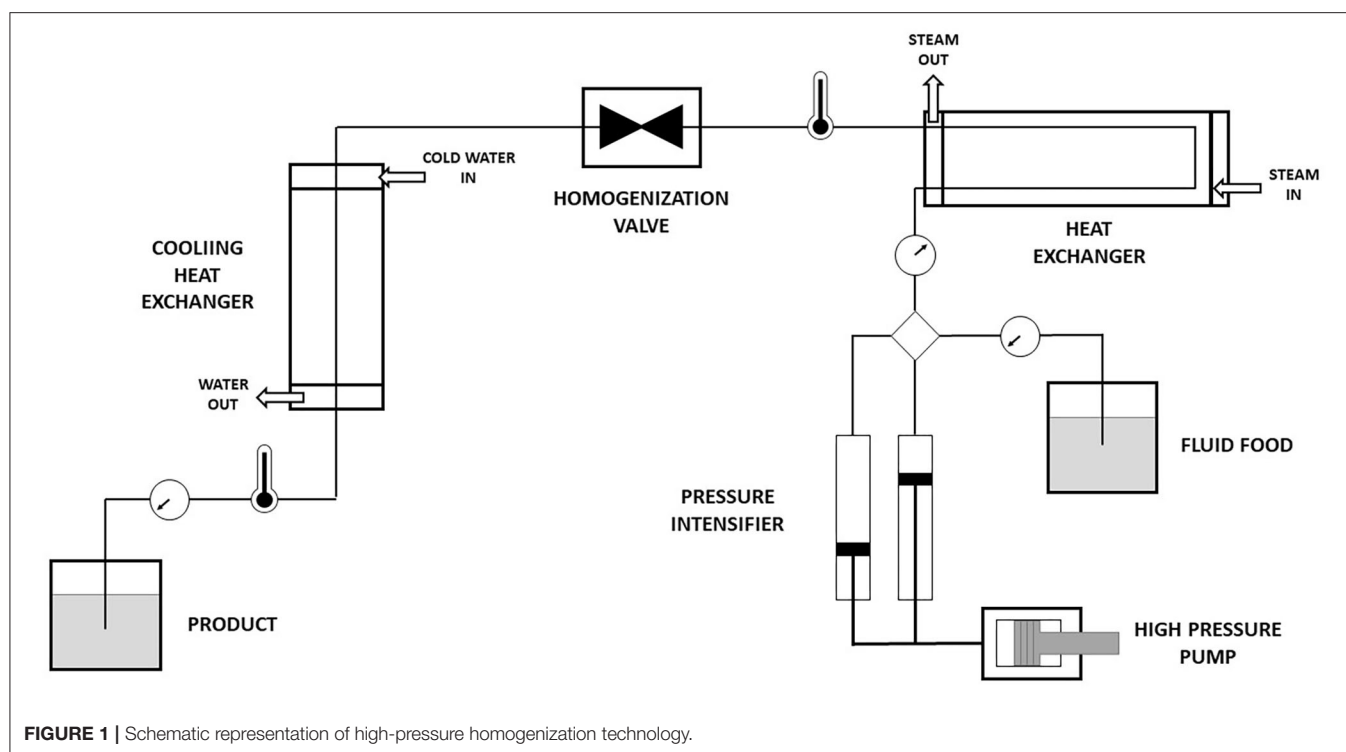 STEAM
OUT
COLD WATER
IN
HOMOGENIZATION
VALVE
STEAM
IN
HEAT
EXCHANGER
COOLIING
HEAT
EXCHANGER
WATER
OUT
FLUID FOOD
PRESSURE
INTENSIFIER
PRODUCT
HIGH PRESSURE
PUMP
FIGURE 1 | Schematic representation of high-pressure homogenization technology.